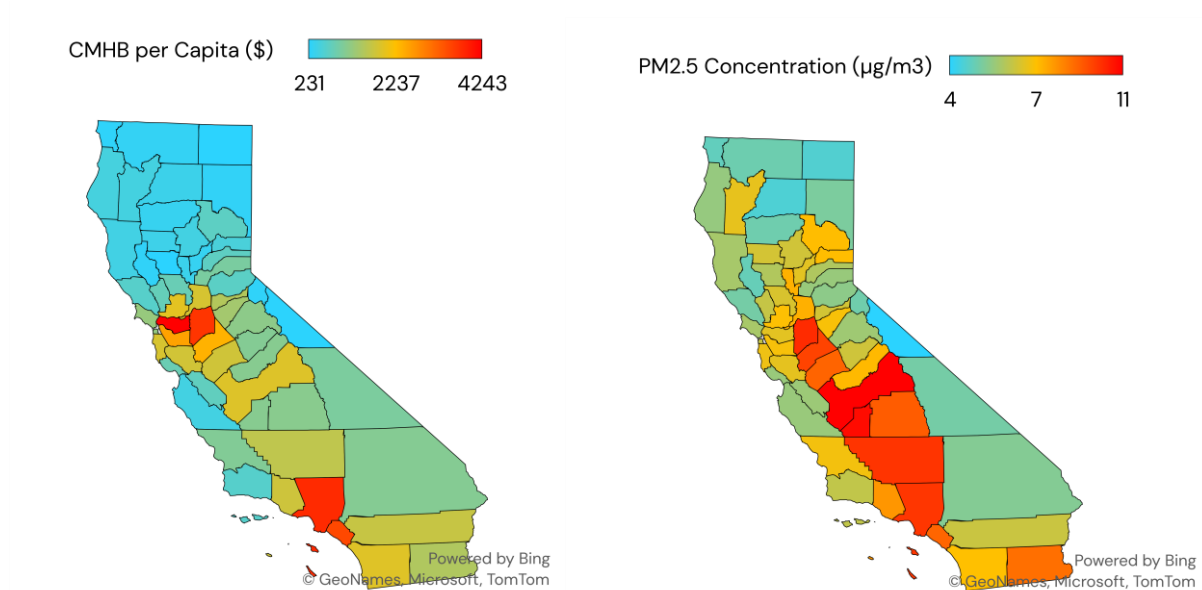 CMHB per Capita ($)
231 2237 4243
PM2.5 Concentration (µg/m3)
4 7 11
Powered by Bing
© GeoNames, Microsoft, TomTom
Powered by Bing
© GeoNames, Microsoft, TomTom